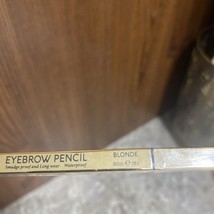 EYEBROW PENCIL
Smudge proof and Long wear . Waterproof
BLONDE